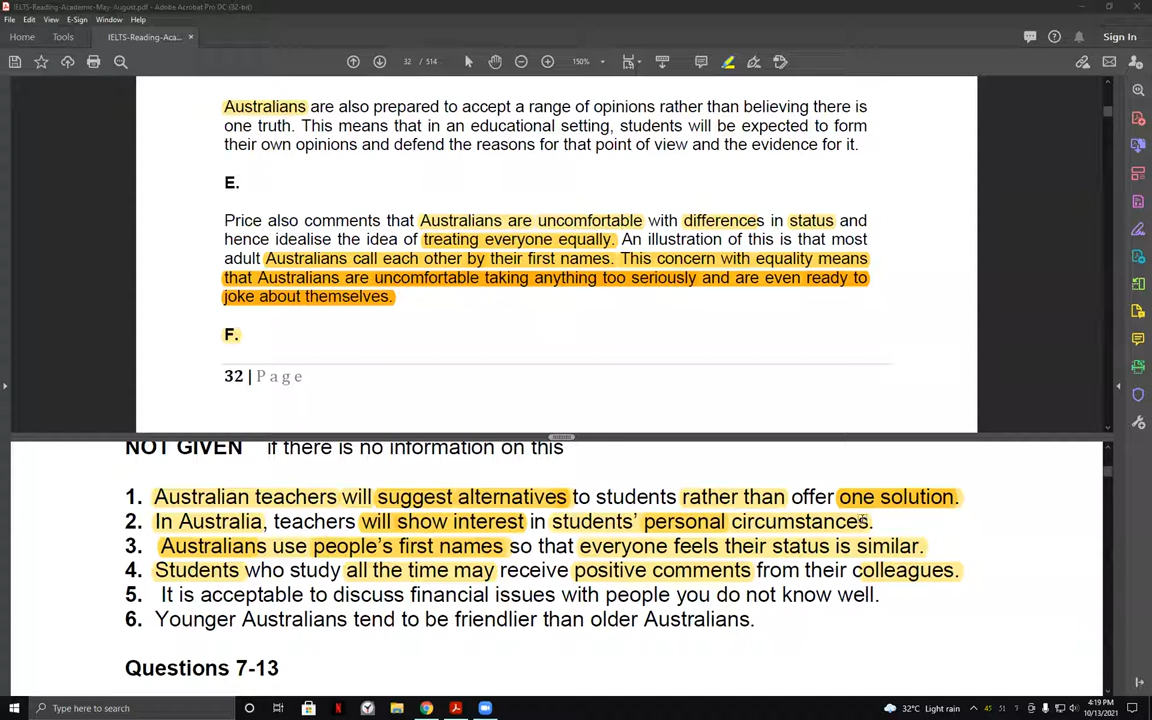 IELTS-Reading-Academic-May-August.pdf - Adobe Acrobat Pro DC (32-bit)
File Edit View E-Sign Window Help
Home Tools IELTS-Reading-Aca... × Sign In
32 / 514 150%
Australians are also prepared to accept a range of opinions rather than believing there is
one truth. This means that in an educational setting, students will be expected to form
their own opinions and defend the reasons for that point of view and the evidence for it.
E.
Price also comments that Australians are uncomfortable with differences in status and
hence idealise the idea of treating everyone equally. An illustration of this is that most
adult Australians call each other by their first names. This concern with equality means
that Australians are uncomfortable taking anything too seriously and are even ready to
joke about themselves.
F.
32 | Page
NOT GIVEN if there is no information on this
1. Australian teachers will suggest alternatives to students rather than offer one solution.
2. In Australia, teachers will show interest in students’ personal circumstances.
3. Australians use people’s first names so that everyone feels their status is similar.
4. Students who study all the time may receive positive comments from their colleagues.
5. It is acceptable to discuss financial issues with people you do not know well.
6. Younger Australians tend to be friendlier than older Australians.
Questions 7-13
Type here to search 32°C Light rain 45 51 7 4:19 PM
10/13/2021